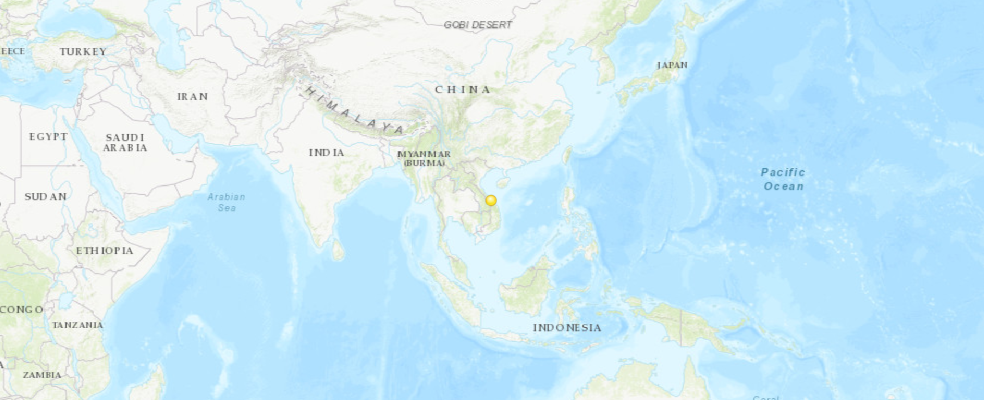 GOBI DESERT
EECE
TURKEY
JAPAN
CHINA
IRAN
HIMALAYA
EGYPT
SAUDI
ARABIA
INDIA
MYANMAR
(BURMA)
Pacific
Ocean
SUDAN
Arabian
Sea
ETHIOPIA
CONGO
TANZANIA
INDONESIA
ZAMBIA
Coral